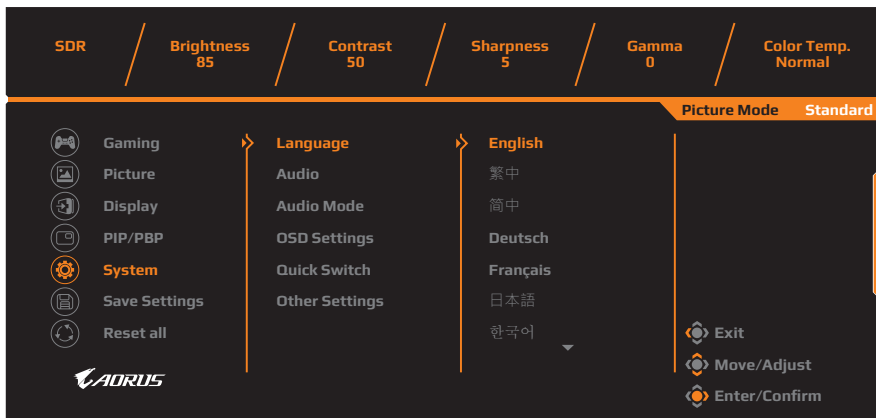 SDR
Brightness
85
Contrast
50
Sharpness
5
Gamma
0
Color Temp.
Normal
Picture Mode Standard
Gaming
Picture
Display
PIP/PBP
System
Save Settings
Reset all
Language
Audio
Audio Mode
OSD Settings
Quick Switch
Other Settings
English
繁中
简中
Deutsch
Français
日本語
한국어
Exit
Move/Adjust
Enter/Confirm
AORUS